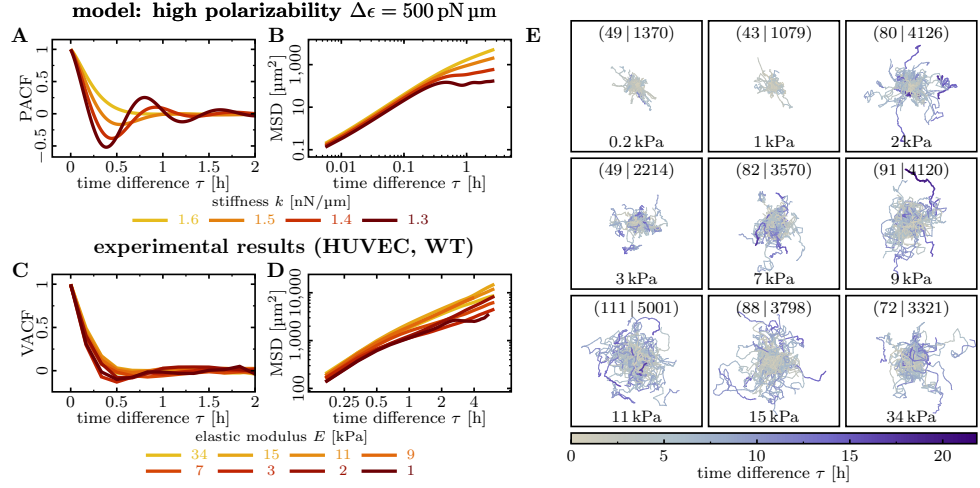 model: high polarizability Δϵ = 500 pN µm
A
PACF
1
0.5
0
−0.5
0
0.5
1
1.5
2
time difference τ [h]
B
MSD [µm²]
1,000
10
0.1
0.01
0.1
1
time difference τ [h]
stiffness k [nN/µm]
1.6 1.5 1.4 1.3
experimental results (HUVEC, WT)
C
VACF
1
0.5
0
0
0.5
1
1.5
2
time difference τ [h]
D
MSD [µm²]
10,000
1,000
100
0.25
0.5
1
2
4
time difference τ [h]
elastic modulus E [kPa]
34 15 11 9
7 3 2 1
E
(49 | 1370)
0.2 kPa
(43 | 1079)
1 kPa
(80 | 4126)
2 kPa
(49 | 2214)
3 kPa
(82 | 3570)
7 kPa
(91 | 4120)
9 kPa
(111 | 5001)
11 kPa
(88 | 3798)
15 kPa
(72 | 3321)
34 kPa
0 5 10 15 20
time difference τ [h]